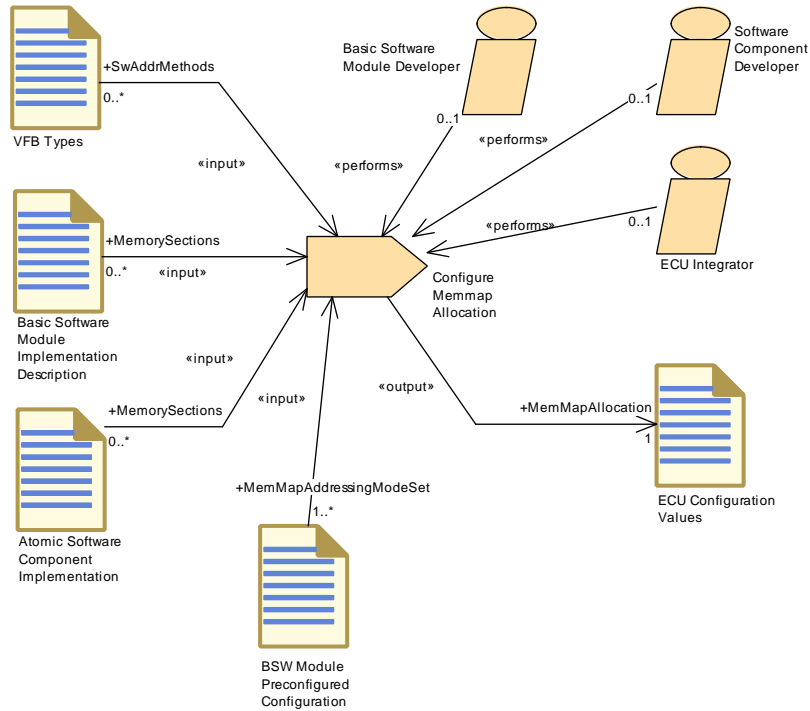 +SwAddrMethods
0..*
VFB Types
«input»
Basic Software
Module Developer
0..1
«performs»
Software
Component
Developer
0..1
«performs»
«performs»
0..1
ECU Integrator
+MemorySections
0..*
«input»
Basic Software
Module
Implementation
Description
Configure
Memmap
Allocation
«input»
+MemorySections
0..*
Atomic Software
Component
Implementation
«input»
+MemMapAddressingModeSet
1..*
BSW Module
Preconfigured
Configuration
«output»
+MemMapAllocation
1
ECU Configuration
Values